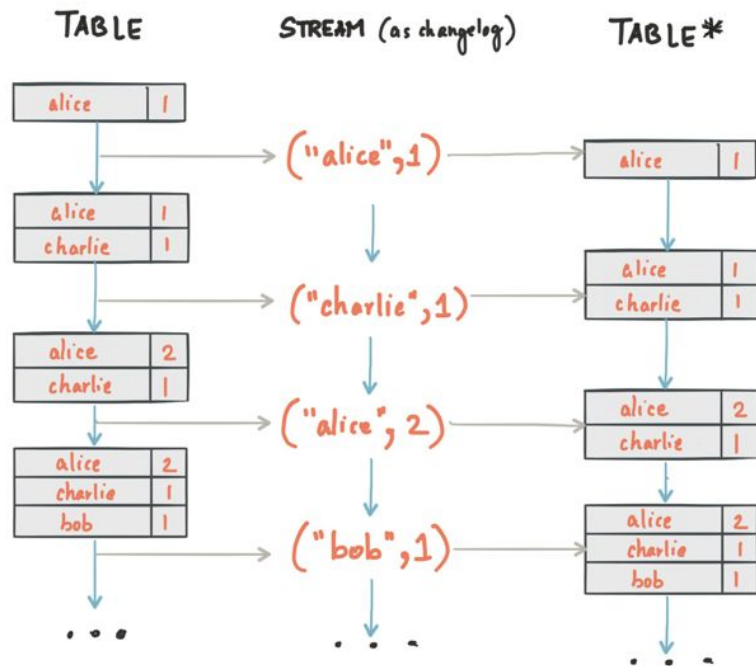 TABLE STREAM (as changelog) TABLE*
alice 1
("alice",1)
alice 1
alice 1
charlie 1
alice 1
charlie 1
("charlie",1)
alice 2
charlie 1
("alice", 2)
alice 2
charlie 1
alice 2
charlie 1
bob 1
("bob",1)
alice 2
charlie 1
bob 1
...
...
...